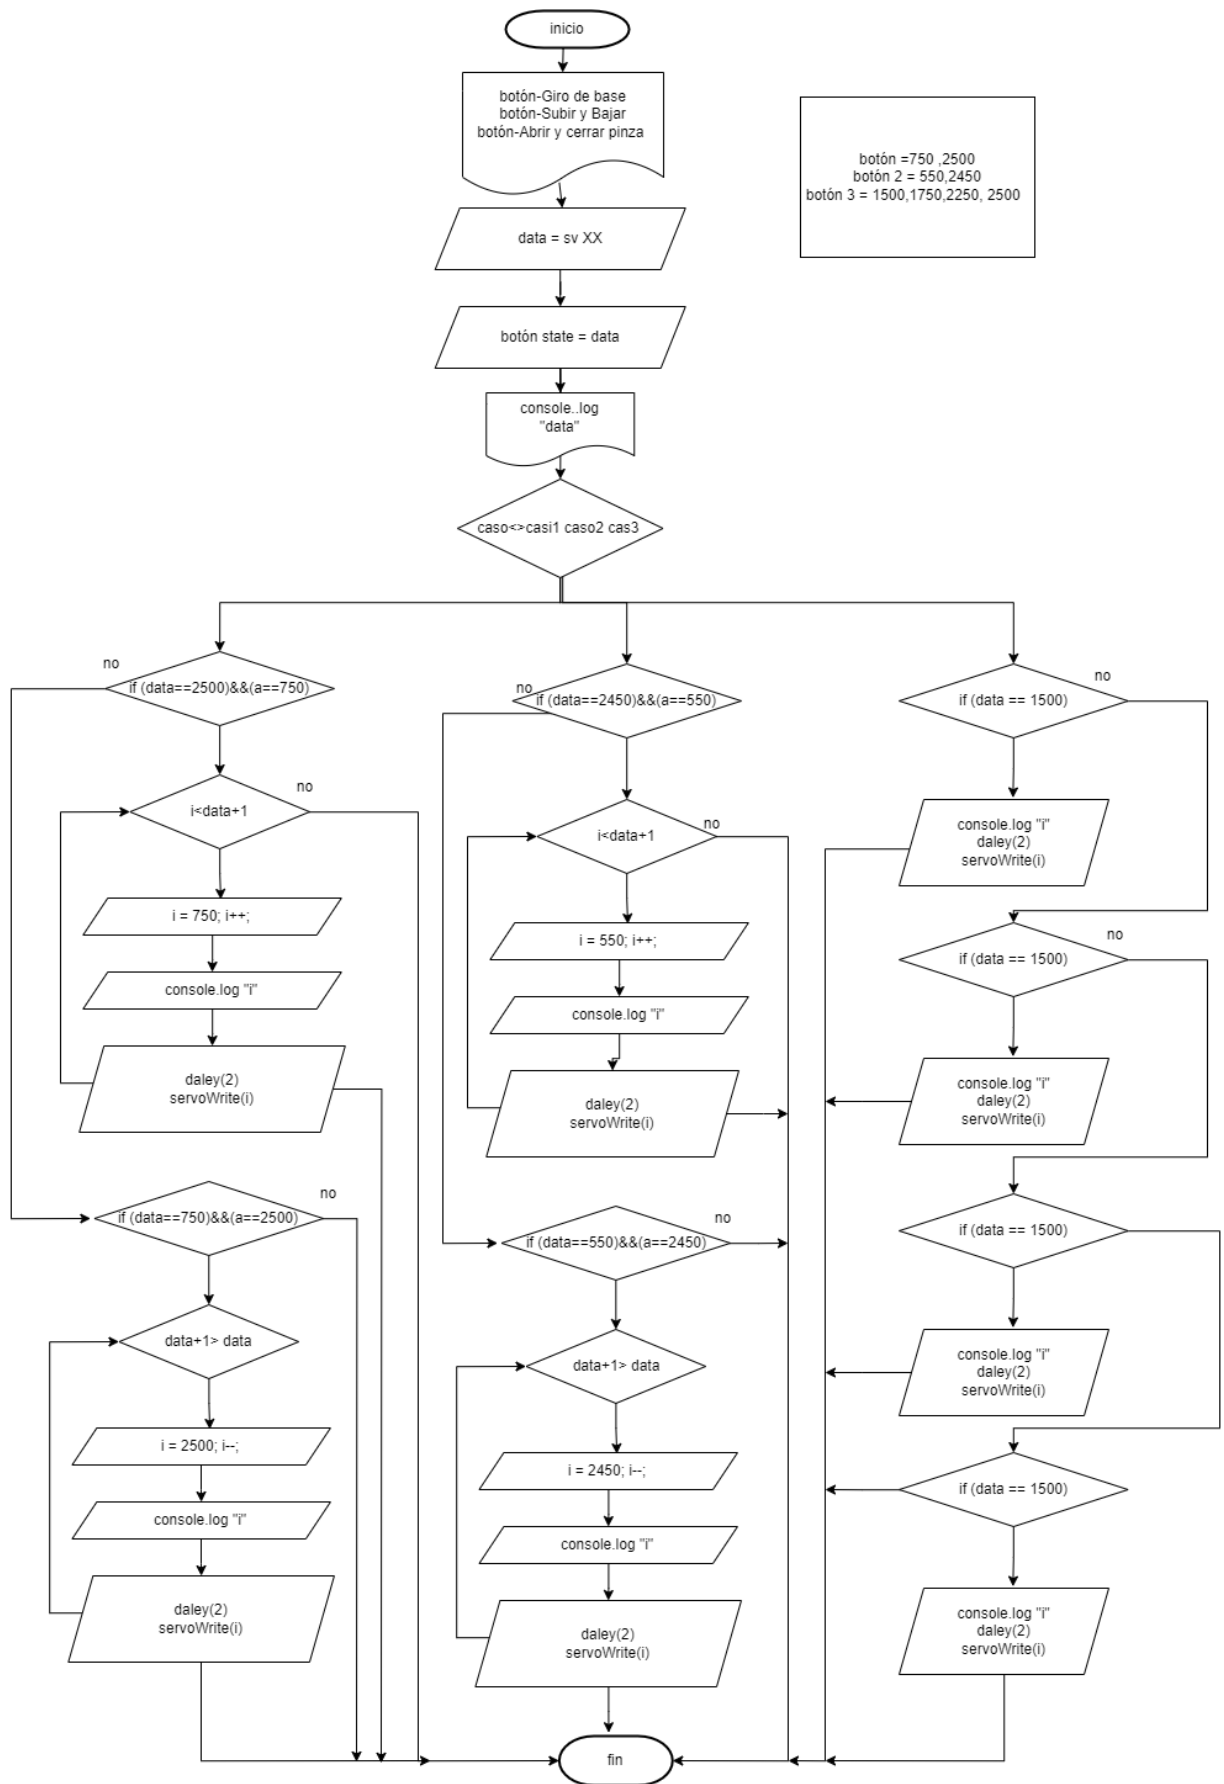 inicio
botón-Giro de base
botón-Subir y Bajar
botón-Abrir y cerrar pinza
botón =750 ,2500
botón 2 = 550,2450
botón 3 = 1500,1750,2250, 2500
data = sv XX
botón state = data
console..log
"data"
caso<>casi1 caso2 cas3
no
if (data==2500)&&(a==750)
i<data+1
no
i = 750; i++;
console.log "i"
daley(2)
servoWrite(i)
if (data==750)&&(a==2500)
no
data+1> data
i = 2500; i--;
console.log "i"
daley(2)
servoWrite(i)
no
if (data==2450)&&(a==550)
i<data+1
no
i = 550; i++;
console.log "i"
daley(2)
servoWrite(i)
if (data==550)&&(a==2450)
no
data+1> data
i = 2450; i--;
console.log "i"
daley(2)
servoWrite(i)
if (data == 1500)
no
console.log "i"
daley(2)
servoWrite(i)
if (data == 1500)
no
console.log "i"
daley(2)
servoWrite(i)
if (data == 1500)
console.log "i"
daley(2)
servoWrite(i)
if (data == 1500)
console.log "i"
daley(2)
servoWrite(i)
fin